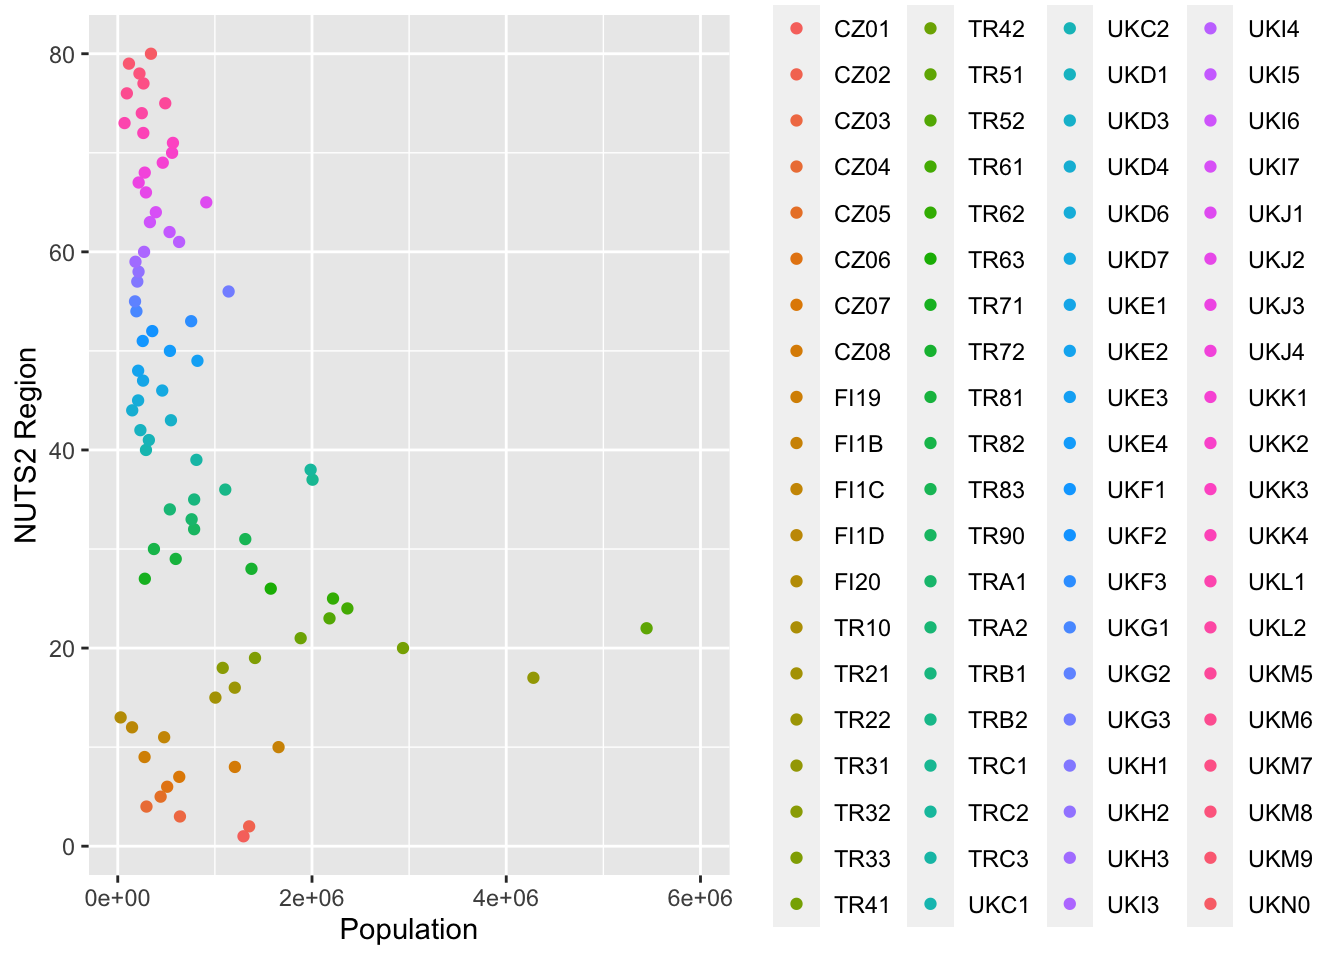 80
60
40
20
0
NUTS2 Region
0e+00 2e+06 4e+06 6e+06
Population
CZ01 TR42 UKC2 UKI4
CZ02 TR51 UKD1 UKI5
CZ03 TR52 UKD3 UKI6
CZ04 TR61 UKD4 UKI7
CZ05 TR62 UKD6 UKJ1
CZ06 TR63 UKD7 UKJ2
CZ07 TR71 UKE1 UKJ3
CZ08 TR72 UKE2 UKJ4
FI19 TR81 UKE3 UKK1
FI1B TR82 UKE4 UKK2
FI1C TR83 UKF1 UKK3
FI1D TR90 UKF2 UKK4
FI20 TRA1 UKF3 UKL1
TR10 TRA2 UKG1 UKL2
TR21 TRB1 UKG2 UKM5
TR22 TRB2 UKG3 UKM6
TR31 TRC1 UKH1 UKM7
TR32 TRC2 UKH2 UKM8
TR33 TRC3 UKH3 UKM9
TR41 UKC1 UKI3 UKN0